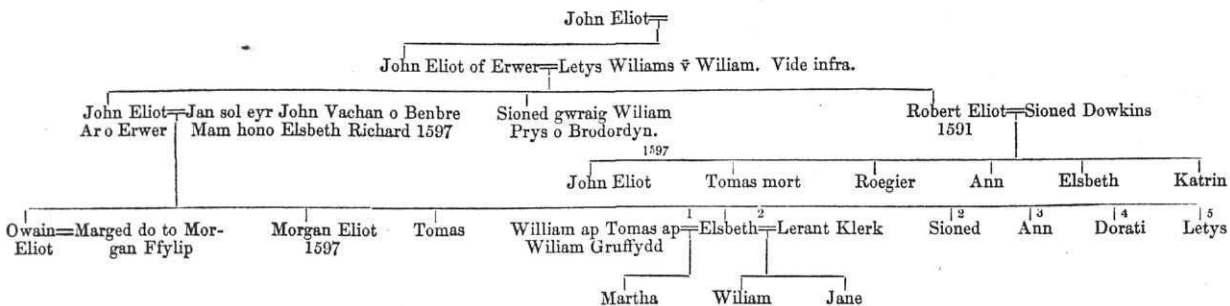 John Eliot
John Eliot of Erwer Letys Wiliams v̄ Wiliam. Vide infra.
John Eliot Jan sol eyr John Vachan o Benbre Sioned gwraig Wiliam Robert Eliot Sioned Dowkins
Ar o Erwer Mam hono Elsbeth Richard 1597 Prys o Brodordyn. 1591
1597
John Eliot Tomas mort Roegier Ann Elsbeth Katrin
1 2 2 3 4 5
Owain Marged do to Mor- Morgan Eliot Tomas William ap Tomas ap Elsbeth Lerant Klerk Sioned Ann Dorati Letys
Eliot gan Ffylip 1597 Wiliam Gruffydd
Martha Wiliam Jane